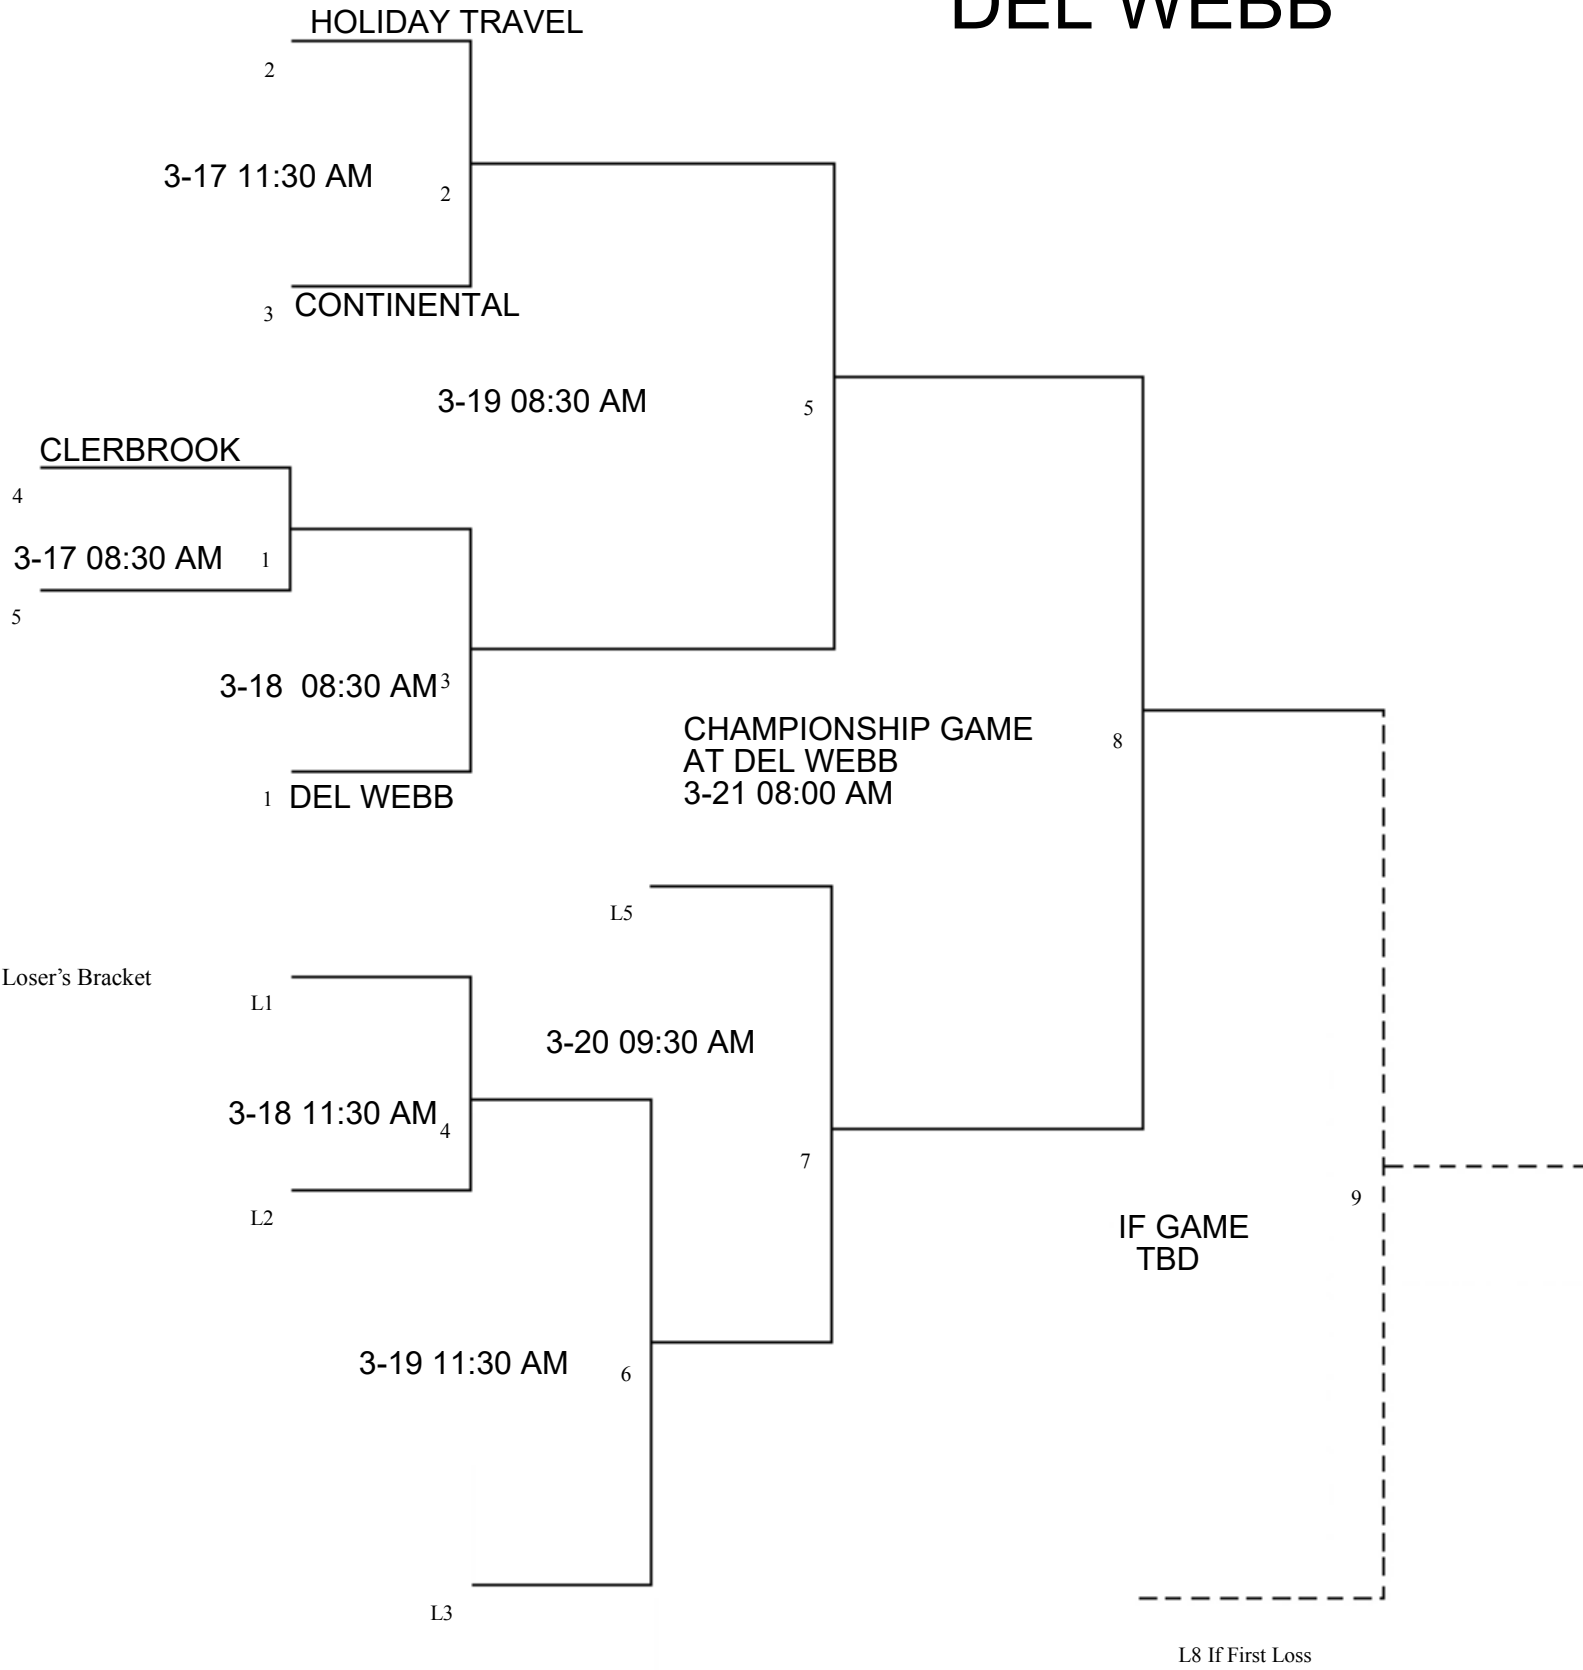 DEL WEBB
HOLIDAY TRAVEL
2
3-17 11:30 AM
2
3 CONTINENTAL
3-19 08:30 AM
5
CLERBROOK
4
3-17 08:30 AM 1
5
3-18 08:30 AM 3
CHAMPIONSHIP GAME
AT DEL WEBB
3-21 08:00 AM
8
1 DEL WEBB
L5
Loser's Bracket
L1
3-20 09:30 AM
3-18 11:30 AM 4
7
L2
9
IF GAME
TBD
3-19 11:30 AM 6
L3
L8 If First Loss